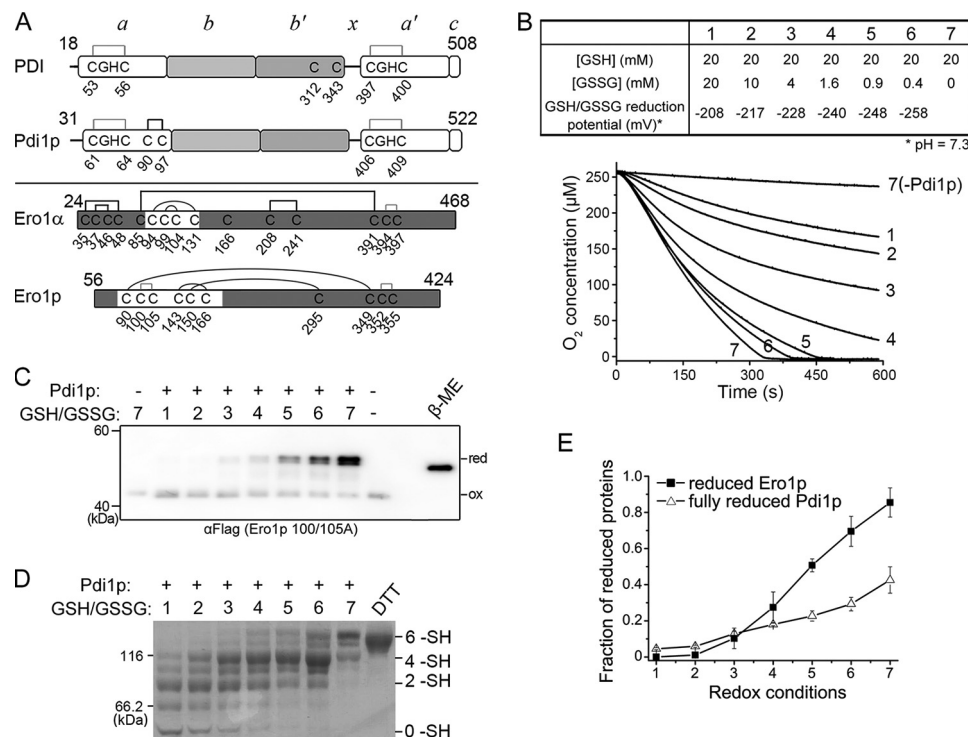 A
a b b' x a' c
18 508
PDI
CGHC C C CGHC
53 56 312 343 397 400
31 522
Pdi1p
CGHC C C CGHC
61 64 90 97 406 409
24 468
Ero1α
CCCC C CCC C C C C CCC
35 37 46 48 85 94 99 104 131 166 208 241 391 394 397
56 424
Ero1p
CCC CCC C CCC
90 100 105 143 150 166 295 349 352 355
B
1 2 3 4 5 6 7
[GSH] (mM) 20 20 20 20 20 20 20
[GSSG] (mM) 20 10 4 1.6 0.9 0.4 0
GSH/GSSG reduction potential (mV)* -208 -217 -228 -240 -248 -258
* pH = 7.3
O2 concentration (µM)
250
200
150
100
50
0
7(-Pdi1p)
1
2
3
4
5
6
7
0 150 300 450 600
Time (s)
C
Pdi1p: - + + + + + + + -
GSH/GSSG: 7 1 2 3 4 5 6 7 -
β-ME
60
40
(kDa)
red
ox
αFlag (Ero1p 100/105A)
D
Pdi1p: + + + + + + +
GSH/GSSG: 1 2 3 4 5 6 7
DTT
116
66.2
(kDa)
6 -SH
4 -SH
2 -SH
0 -SH
E
Fraction of reduced proteins
1.0
0.8
0.6
0.4
0.2
0.0
reduced Ero1p
fully reduced Pdi1p
1 2 3 4 5 6 7
Redox conditions